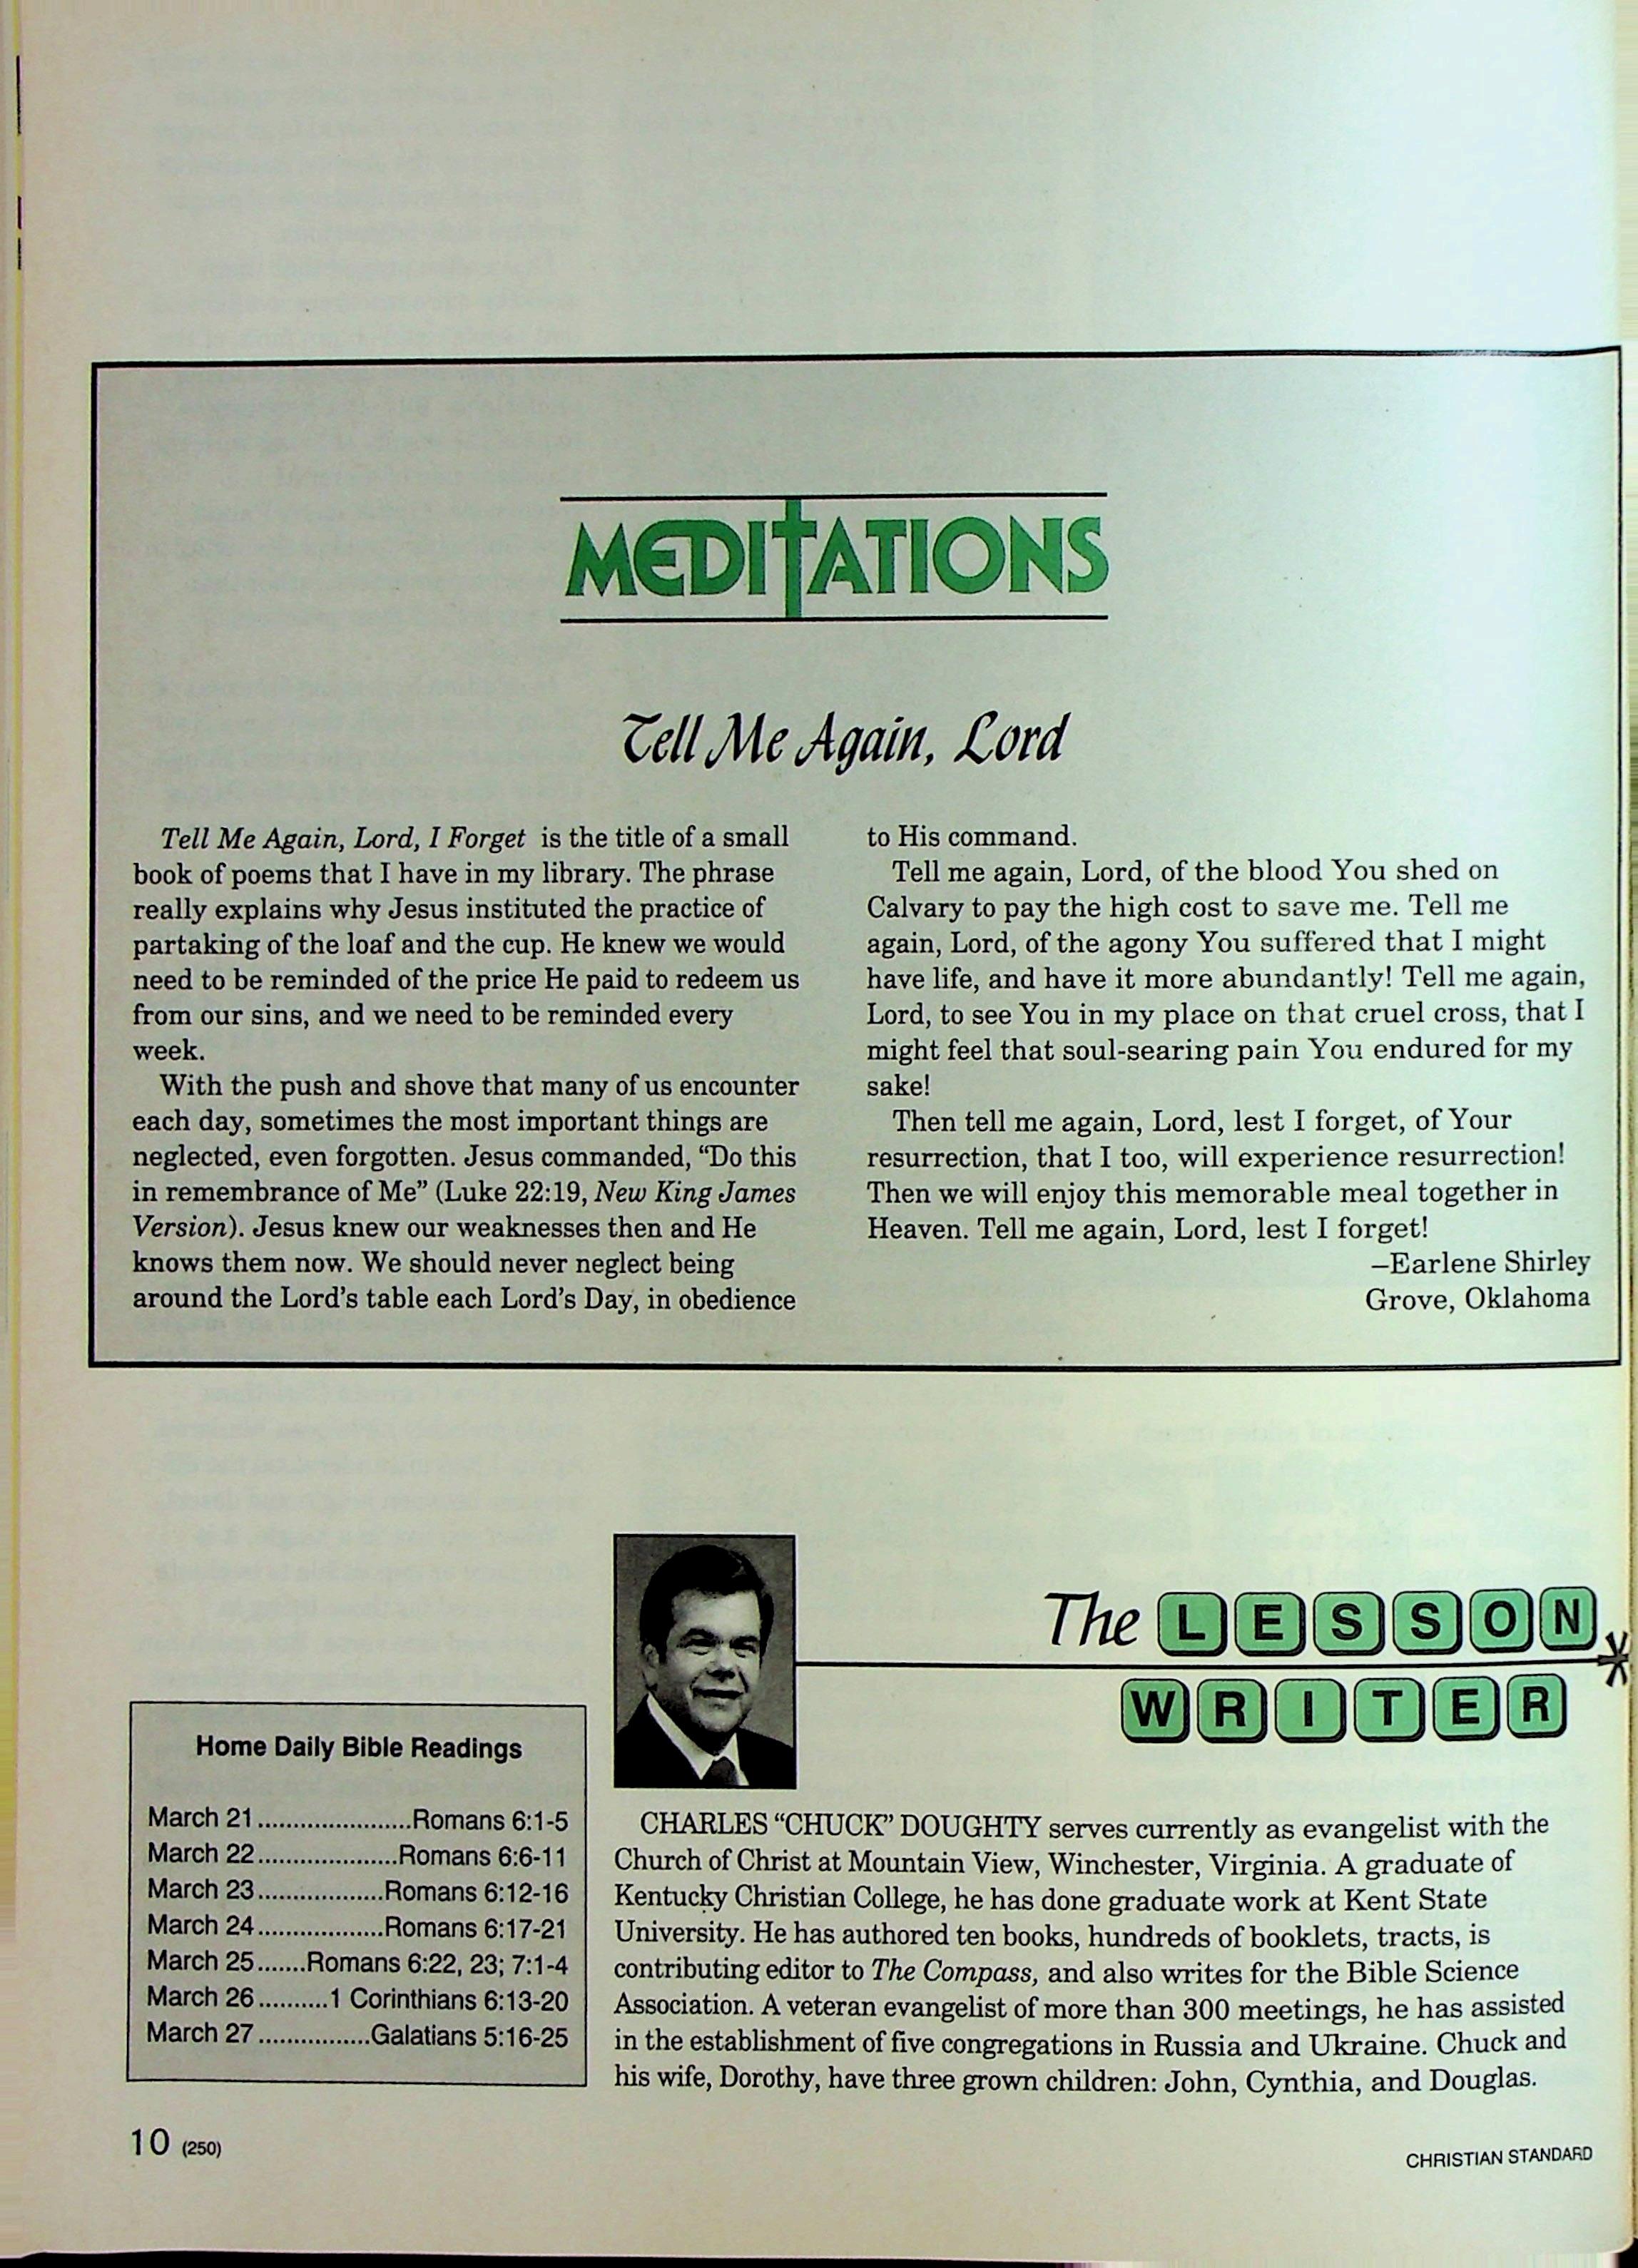 MEDITATIONS
Tell Me Again, Lord
Tell Me Again, Lord, I Forget is the title of a small
book of poems that I have in my library. The phrase
really explains why Jesus instituted the practice of
partaking of the loaf and the cup. He knew we would
need to be reminded of the price He paid to redeem us
from our sins, and we need to be reminded every
week.
With the push and shove that many of us encounter
each day, sometimes the most important things are
neglected, even forgotten. Jesus commanded, “Do this
in remembrance of Me” (Luke 22:19, New King James
Version). Jesus knew our weaknesses then and He
knows them now. We should never neglect being
around the Lord’s table each Lord’s Day, in obedience
to His command.
Tell me again, Lord, of the blood You shed on
Calvary to pay the high cost to save me. Tell me
again, Lord, of the agony You suffered that I might
have life, and have it more abundantly! Tell me again,
Lord, to see You in my place on that cruel cross, that I
might feel that soul-searing pain You endured for my
sake!
Then tell me again, Lord, lest I forget, of Your
resurrection, that I too, will experience resurrection!
Then we will enjoy this memorable meal together in
Heaven. Tell me again, Lord, lest I forget!
–Earlene Shirley
Grove, Oklahoma
Home Daily Bible Readings
March 21......................Romans 6:1-5
March 22....................Romans 6:6-11
March 23..................Romans 6:12-16
March 24..................Romans 6:17-21
March 25.......Romans 6:22, 23; 7:1-4
March 26..........1 Corinthians 6:13-20
March 27................Galatians 5:16-25
The LESSON
WRITER
CHARLES “CHUCK” DOUGHTY serves currently as evangelist with the
Church of Christ at Mountain View, Winchester, Virginia. A graduate of
Kentucky Christian College, he has done graduate work at Kent State
University. He has authored ten books, hundreds of booklets, tracts, is
contributing editor to The Compass, and also writes for the Bible Science
Association. A veteran evangelist of more than 300 meetings, he has assisted
in the establishment of five congregations in Russia and Ukraine. Chuck and
his wife, Dorothy, have three grown children: John, Cynthia, and Douglas.
10 (250)
CHRISTIAN STANDARD